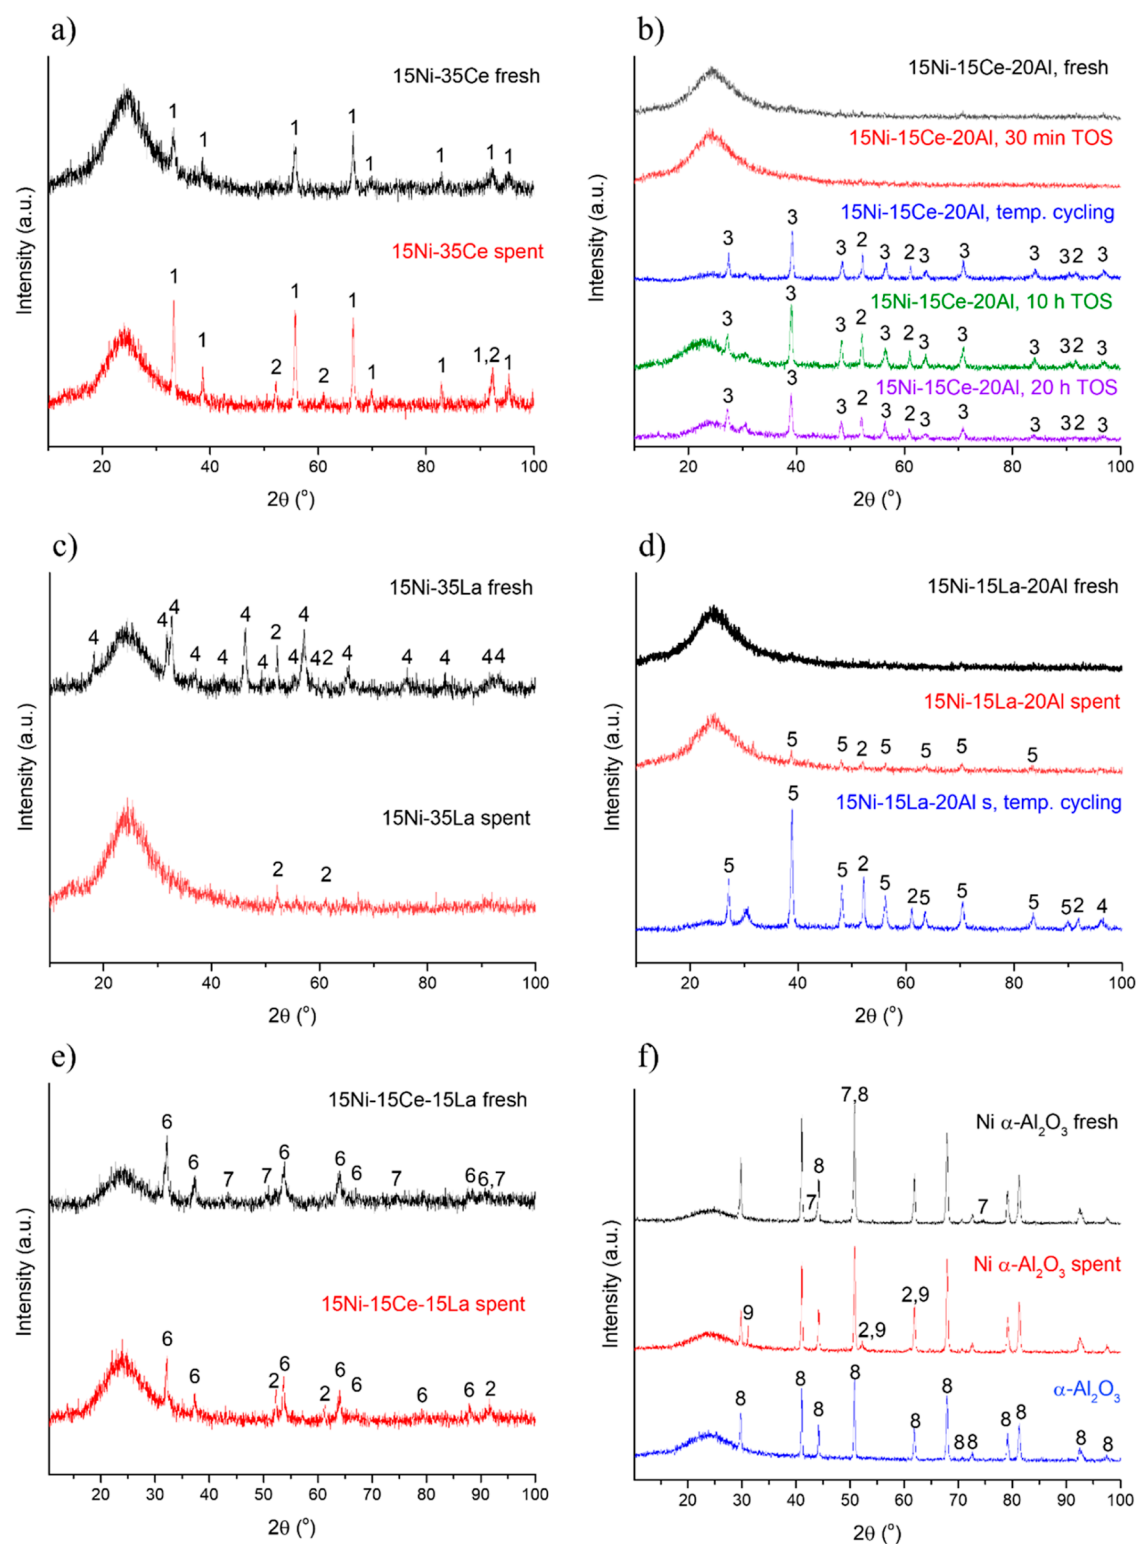 a)
15Ni-35Ce fresh
1 1 1 1 1 1 1 1
15Ni-35Ce spent
1 1 2 1 2 1 1 1 1,2 1
Intensity (a.u.)
20 40 60 80 100
2θ (°)
b)
15Ni-15Ce-20Al, fresh
15Ni-15Ce-20Al, 30 min TOS
15Ni-15Ce-20Al, temp. cycling
3 3 3 2 3 2 3 3 3 3 2 3
15Ni-15Ce-20Al, 10 h TOS
3 3 3 2 3 2 3 3 3 3 2 3
15Ni-15Ce-20Al, 20 h TOS
3 3 3 2 3 2 3 3 3 3 2 3
Intensity (a.u.)
20 40 60 80 100
2θ (°)
c)
15Ni-35La fresh
4 4 4 4 4 4 4 2 4 4 4 2 4 4 4 4 4
15Ni-35La spent
2 2
Intensity (a.u.)
20 40 60 80 100
2θ (°)
d)
15Ni-15La-20Al fresh
15Ni-15La-20Al spent
5 5 2 5 5 5 5
15Ni-15La-20Al s, temp. cycling
5 5 5 2 5 2 5 5 5 5 2 4
Intensity (a.u.)
20 40 60 80 100
2θ (°)
e)
15Ni-15Ce-15La fresh
6 6 7 7 6 6 6 7 6 6,7
15Ni-15Ce-15La spent
6 6 2 6 2 6 6 6 6 2
Intensity (a.u.)
20 30 40 50 60 70 80 90 100
2θ (°)
f)
Ni α-Al₂O₃ fresh
7 8 7,8 7
Ni α-Al₂O₃ spent
9 2,9 2,9
α-Al₂O₃
8 8 8 8 8 8 8 8 8 8 8 8
Intensity (a.u.)
20 30 40 50 60 70 80 90 100
2θ (°)